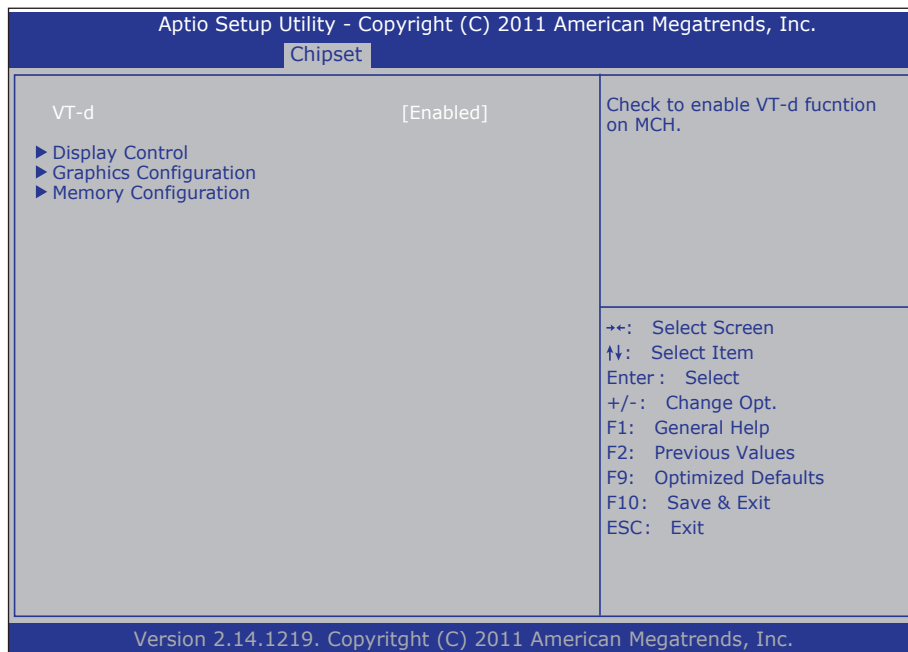 Aptio Setup Utility - Copyright (C) 2011 American Megatrends, Inc.
Chipset
VT-d [Enabled]
Display Control
Graphics Configuration
Memory Configuration
Check to enable VT-d fucntion
on MCH.
→←: Select Screen
↑↓: Select Item
Enter : Select
+/-: Change Opt.
F1: General Help
F2: Previous Values
F9: Optimized Defaults
F10: Save & Exit
ESC: Exit
Version 2.14.1219. Copyritght (C) 2011 American Megatrends, Inc.